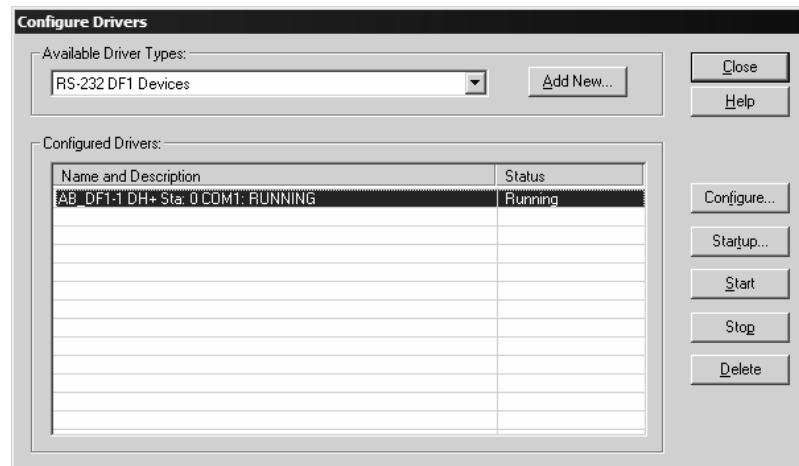 Configure Drivers
Available Driver Types:
RS-232 DF1 Devices
Add New...
Close
Help
Configured Drivers:
Name and Description Status
AB_DF1-1 DH+ Sta: 0 COM1: RUNNING Running
Configure...
Startup...
Start
Stop
Delete